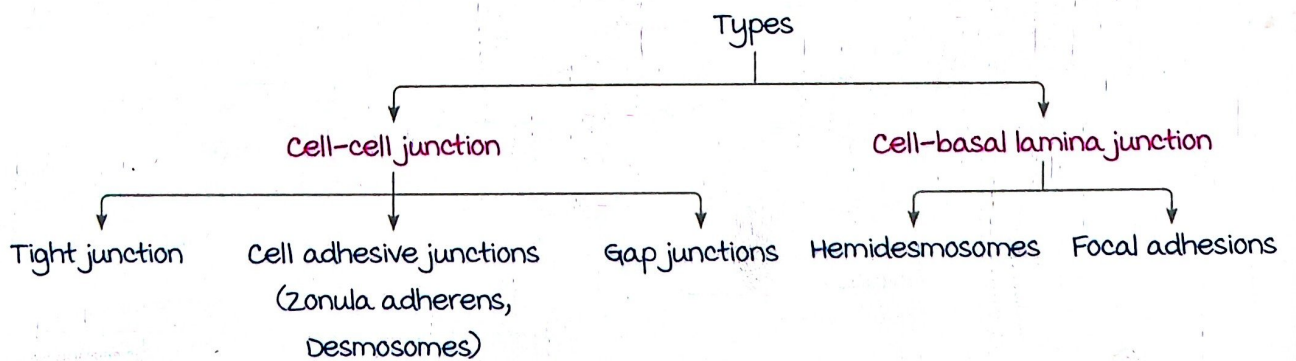 Types
Cell-cell junction
Cell-basal lamina junction
Tight junction
Cell adhesive junctions
(Zonula adherens,
Desmosomes)
Gap junctions
Hemidesmosomes
Focal adhesions